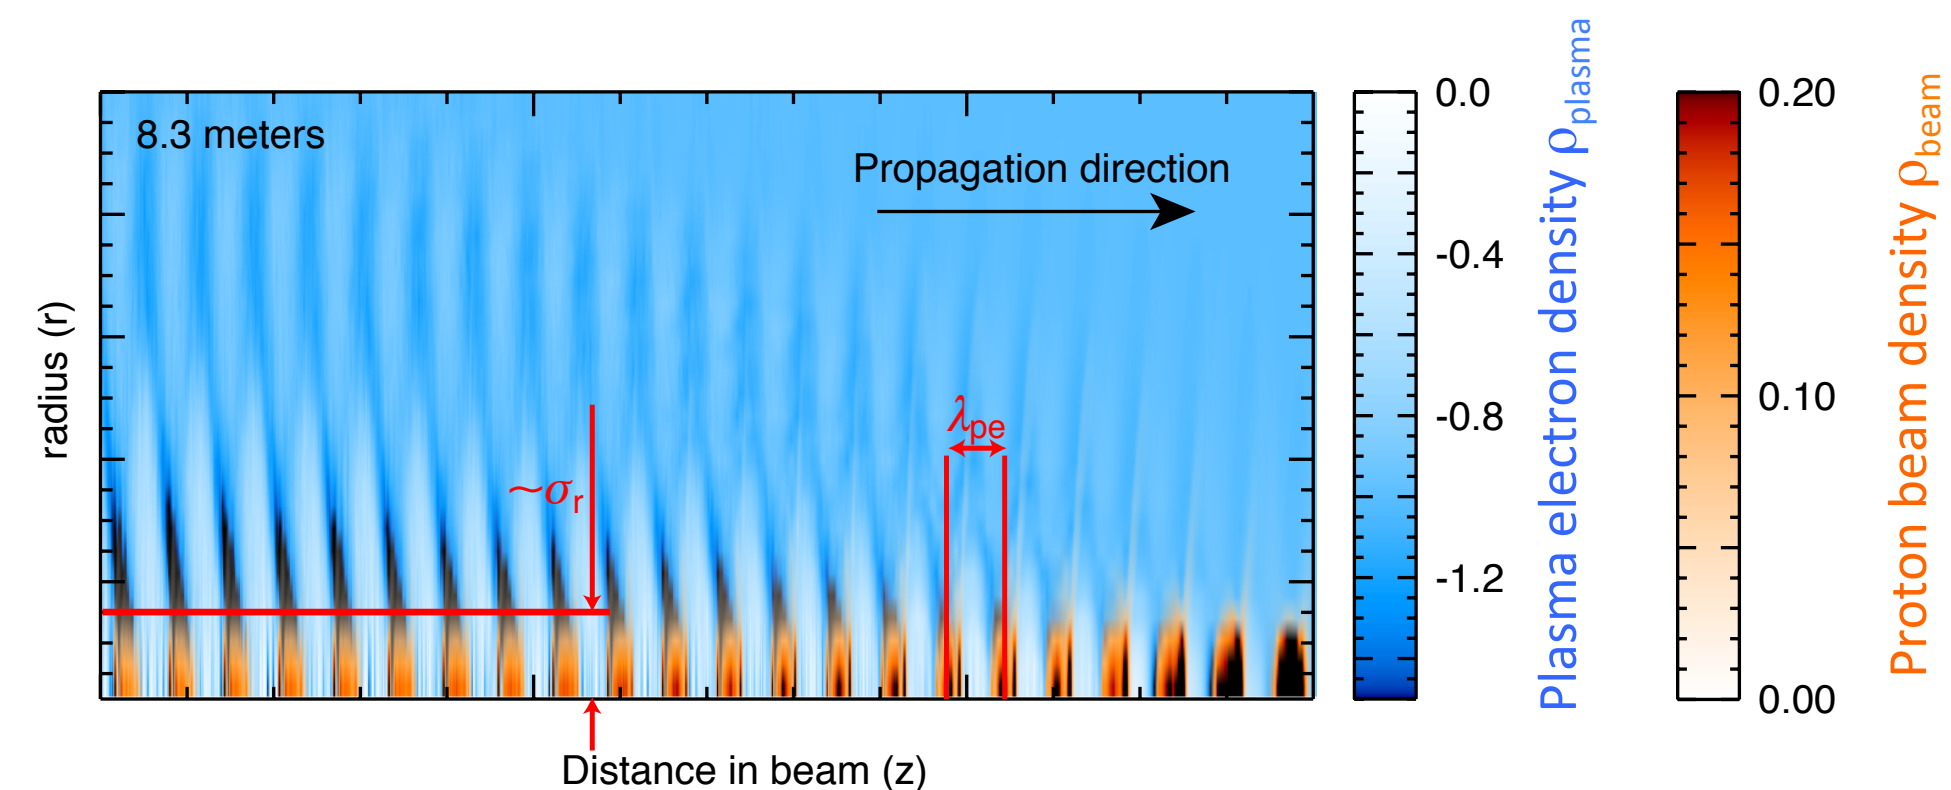 8.3 meters
Propagation direction
radius (r)
~σr
λpe
Distance in beam (z)
0.0
-0.4
-0.8
-1.2
Plasma electron density ρplasma
0.20
0.10
0.00
Proton beam density ρbeam